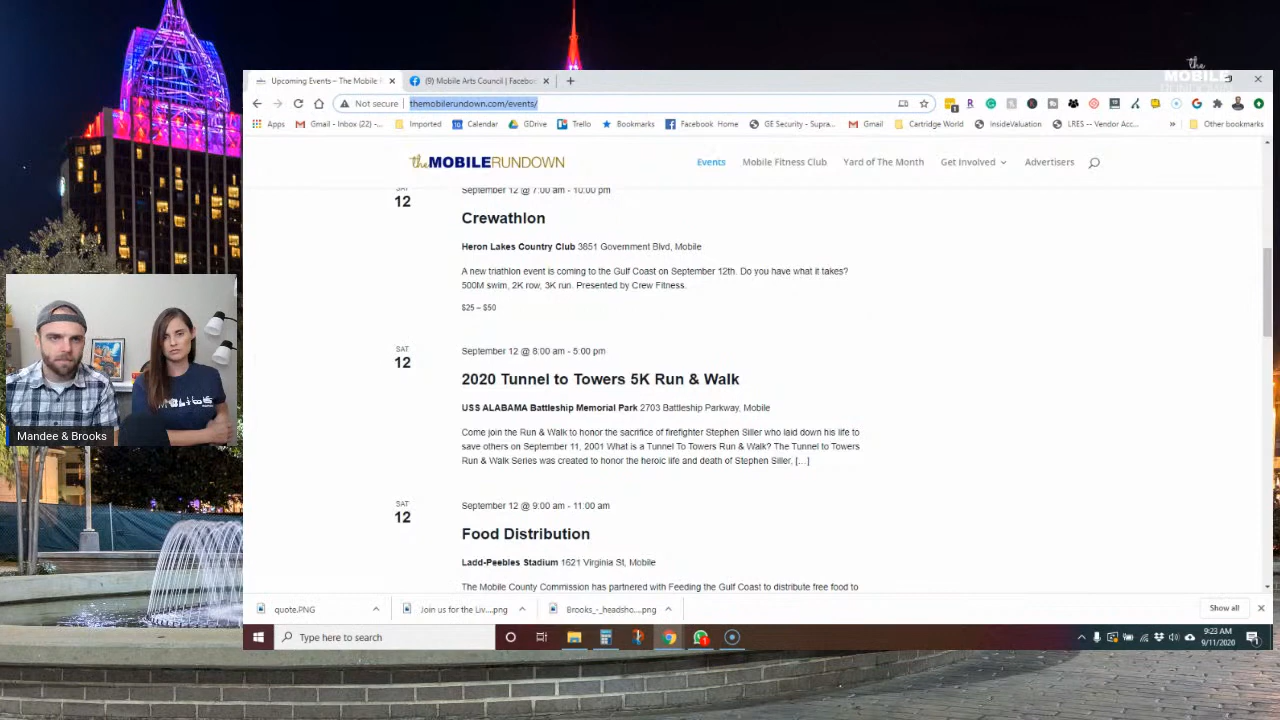 the
MOBILE
Upcoming Events – The Mobile
(9) Mobile Arts Council | Facebo
Not secure
themobilerundown.com/events/
Apps
Gmail - Inbox (22) -...
Imported
Calendar
GDrive
Trello
Bookmarks
Facebook Home
GE Security - Supra...
Gmail
Cartridge World
InsideValuation
LRES -- Vendor Acc...
»
Other bookmarks
the MOBILE RUNDOWN
Events
Mobile Fitness Club
Yard of The Month
Get Involved
Advertisers
SAT
12
September 12 @ 7:00 am - 10:00 pm
Crewathlon
Heron Lakes Country Club 3851 Government Blvd, Mobile
A new triathlon event is coming to the Gulf Coast on September 12th. Do you have what it takes?
500M swim, 2K row, 3K run. Presented by Crew Fitness.
$25 – $50
SAT
12
September 12 @ 8:00 am - 5:00 pm
2020 Tunnel to Towers 5K Run & Walk
USS ALABAMA Battleship Memorial Park 2703 Battleship Parkway, Mobile
Come join the Run & Walk to honor the sacrifice of firefighter Stephen Siller who laid down his life to
save others on September 11, 2001 What is a Tunnel To Towers Run & Walk? The Tunnel to Towers
Run & Walk Series was created to honor the heroic life and death of Stephen Siller, […]
SAT
12
September 12 @ 9:00 am - 11:00 am
Food Distribution
Ladd-Peebles Stadium 1621 Virginia St, Mobile
The Mobile County Commission has partnered with Feeding the Gulf Coast to distribute free food to
Mandee & Brooks
quote.PNG
Join us for the Liv....png
Brooks_-_headsho....png
Show all
Type here to search
9:23 AM
9/11/2020